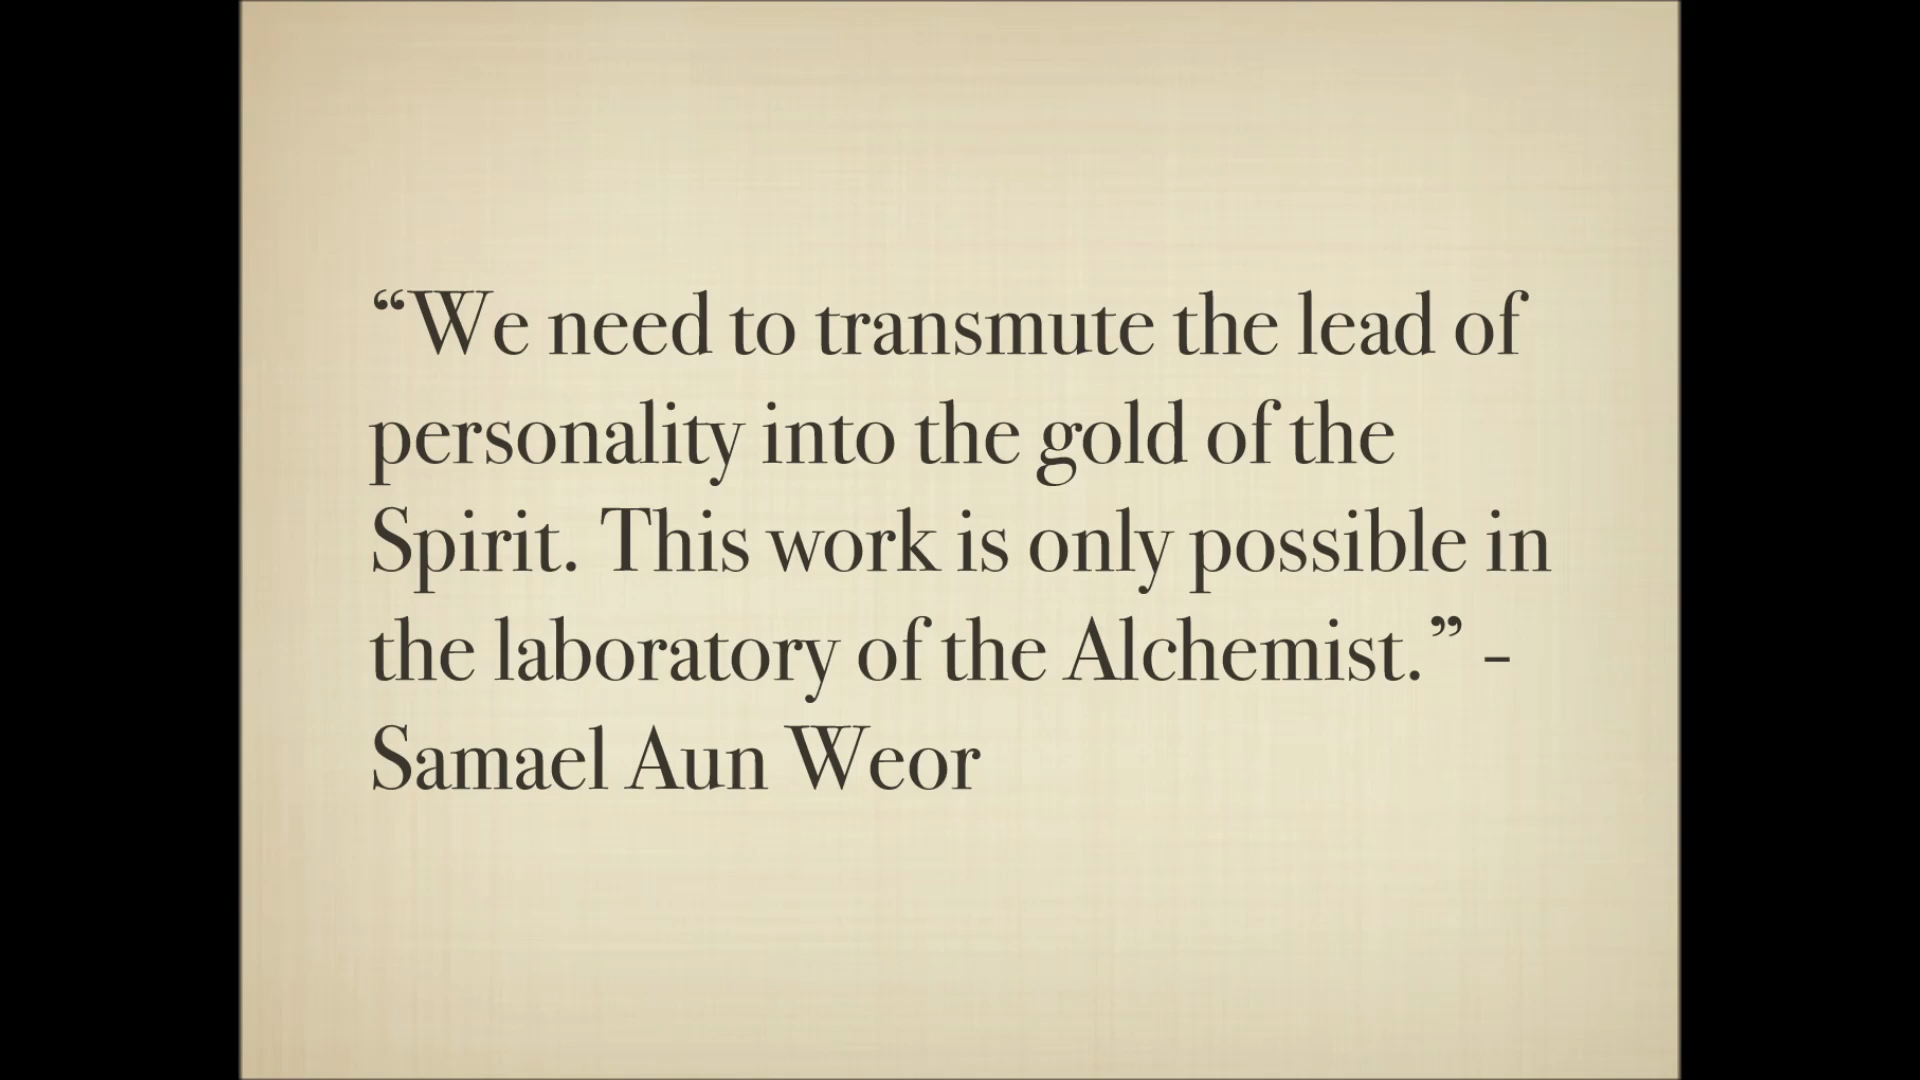 “We need to transmute the lead of
personality into the gold of the
Spirit. This work is only possible in
the laboratory of the Alchemist.” -
Samael Aun Weor